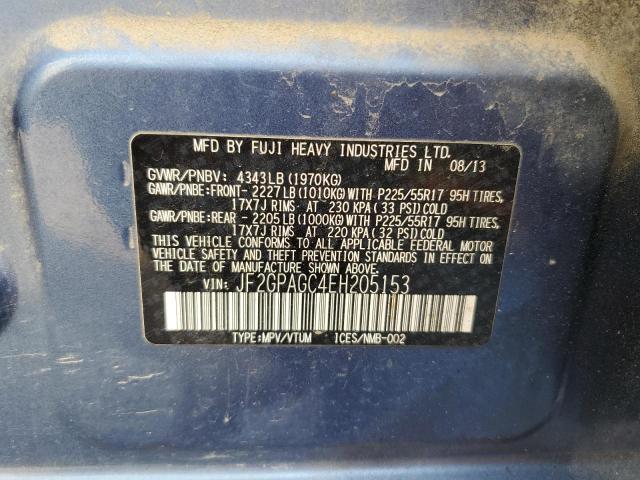 MFD BY FUJI HEAVY INDUSTRIES LTD.
MFD IN 08/13
GVWR/PNBV: 4343LB(1970KG)
GAWR/PNBE:FRONT- 2227LB(1010KG)WITH P225/55R17 95H TIRES,
17X7J RIMS AT 230 KPA(33 PSI)COLD
GAWR/PNBE:REAR - 2205LB(1000KG)WITH P225/55R17 95H TIRES,
17X7J RIMS AT 220 KPA(32 PSI)COLD
THIS VEHICLE CONFORMS TO ALL APPLICABLE FEDERAL MOTOR
VEHICLE SAFETY AND THEFT PREVENTION STANDARDS IN EFFECT
ON THE DATE OF MANUFACTURE SHOWN ABOVE.
VIN: JF2GPAGC4EH205153
TYPE:MPV/VTUM ICES/NMB-002